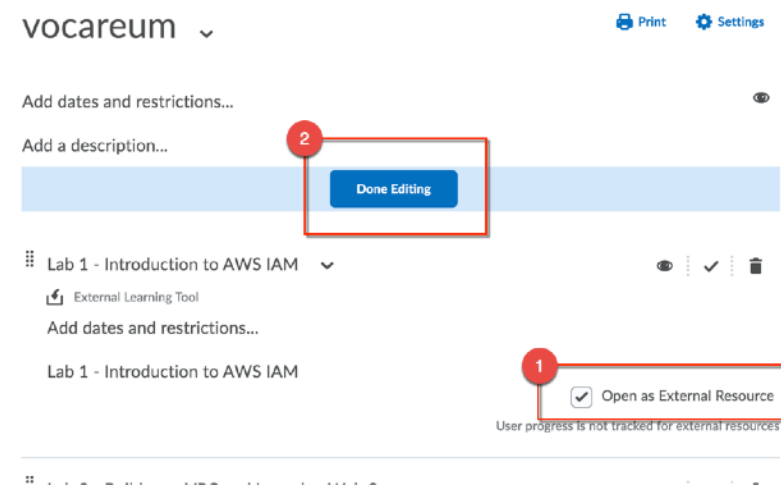 vocareum
Print
Settings
Add dates and restrictions...
Add a description...
2
Done Editing
Lab 1 - Introduction to AWS IAM
External Learning Tool
Add dates and restrictions...
Lab 1 - Introduction to AWS IAM
1
Open as External Resource
User progress is not tracked for external resources